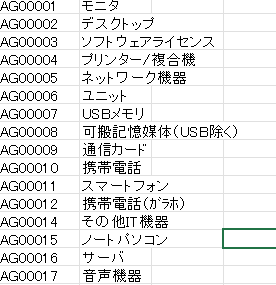 AG00001 モニタ
AG00002 デスクトップ
AG00003 ソフトウェアライセンス
AG00004 プリンター/複合機
AG00005 ネットワーク機器
AG00006 ユニット
AG00007 USBメモリ
AG00008 可搬記憶媒体(USB除く)
AG00009 通信カード
AG00010 携帯電話
AG00011 スマートフォン
AG00012 携帯電話(ｶﾞﾗﾎ)
AG00014 その他IT機器
AG00015 ノートパソコン
AG00016 サーバ
AG00017 音声機器